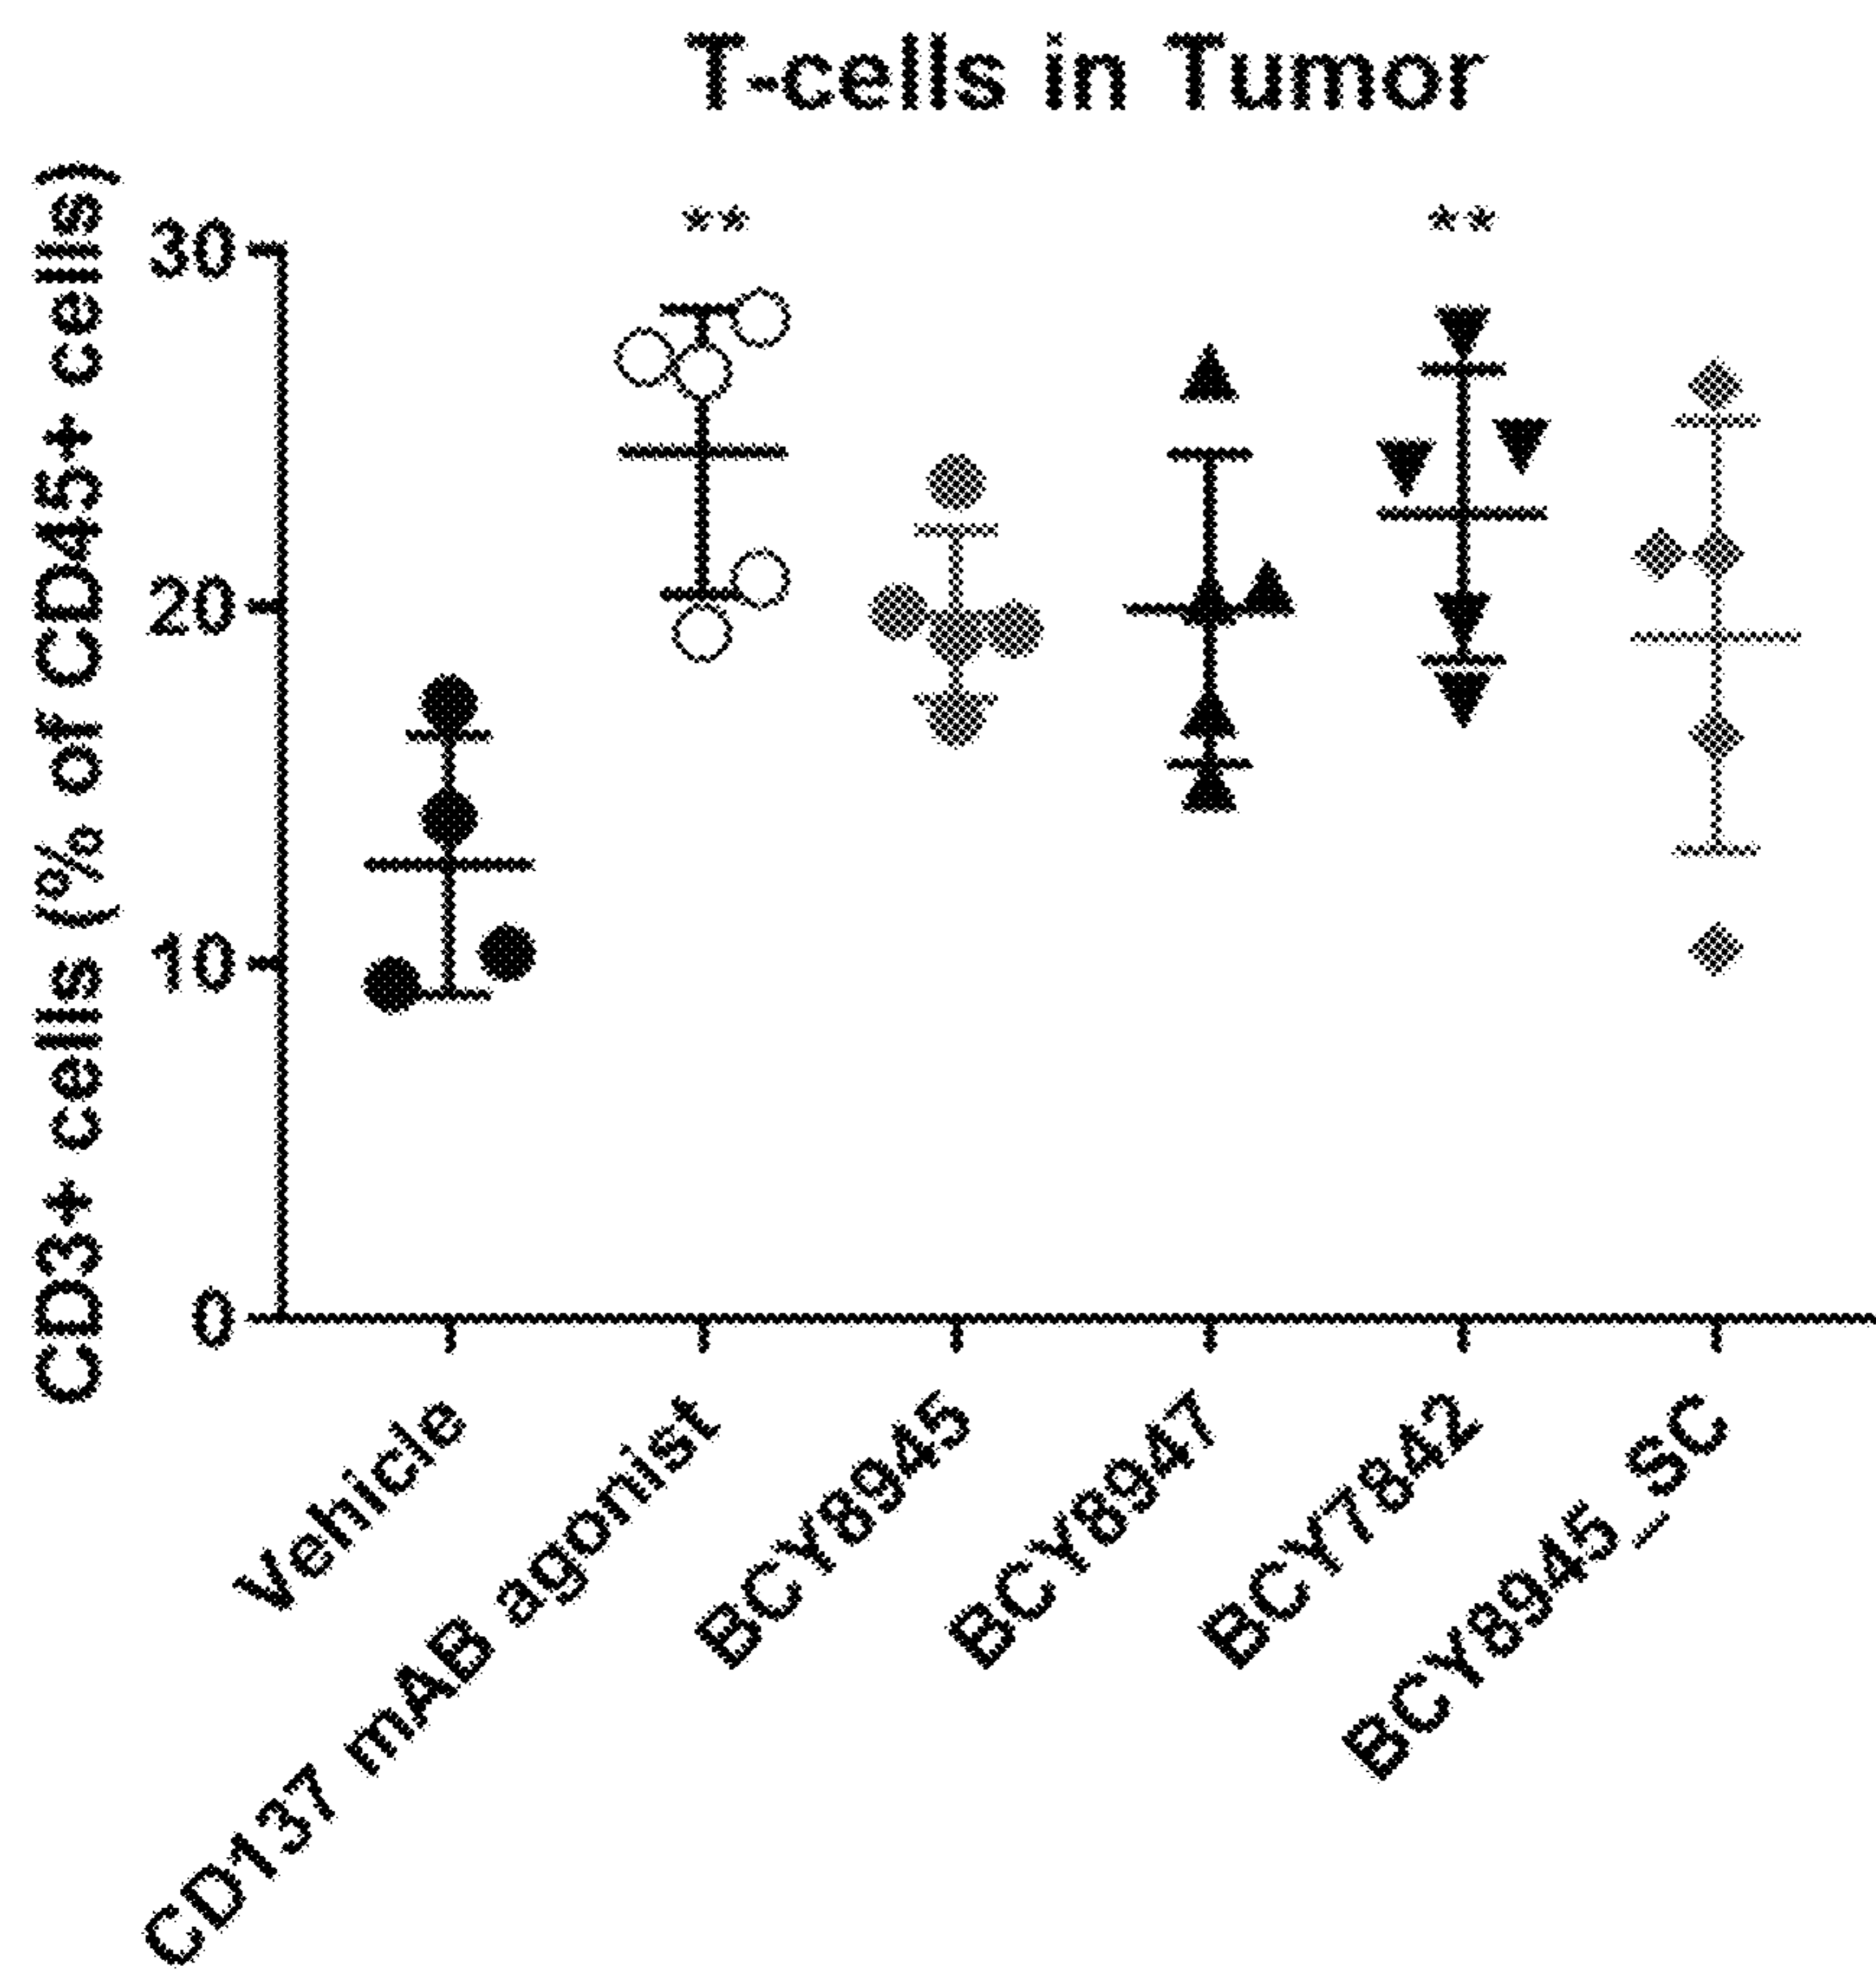 T-cells in Tumor
CD3+ cells (% of CD45+ cells)
**
**
30
20
10
0
Vehicle
CD137 mAB agonist
BCY8945
BCY8947
BCY7842
BCY8945_SC